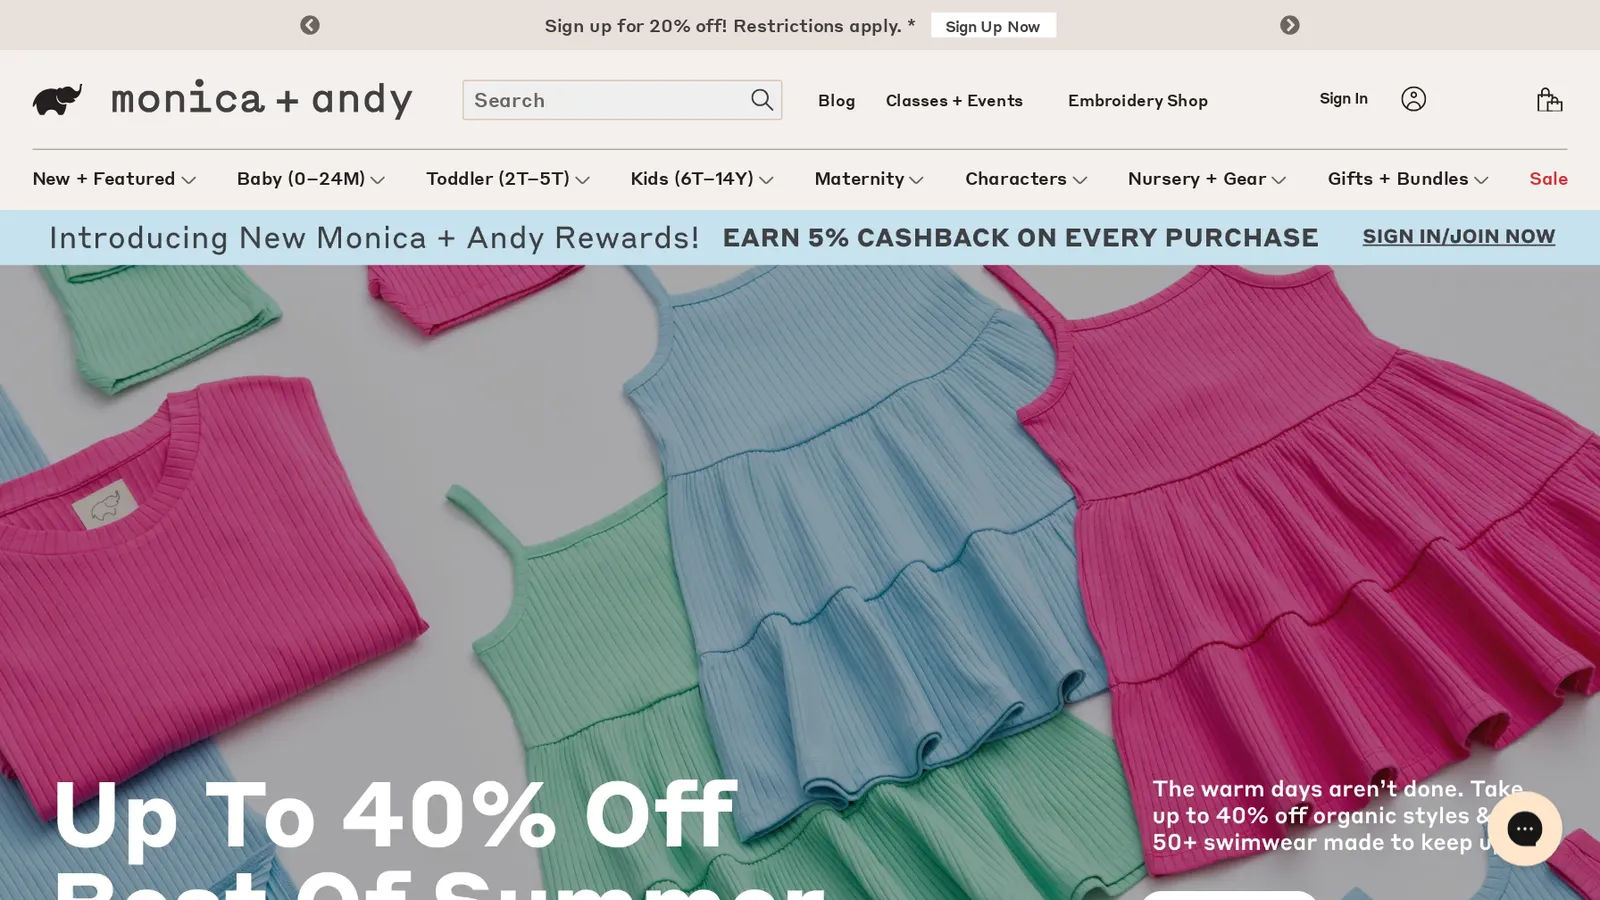 Sign up for 20% off! Restrictions apply. * Sign Up Now
monica + andy
Search
Blog
Classes + Events
Embroidery Shop
Sign In
New + Featured
Baby (0–24M)
Toddler (2T–5T)
Kids (6T–14Y)
Maternity
Characters
Nursery + Gear
Gifts + Bundles
Sale
Introducing New Monica + Andy Rewards! EARN 5% CASHBACK ON EVERY PURCHASE SIGN IN/JOIN NOW
Up To 40% Off
Best Of Summer
The warm days aren't done. Take
up to 40% off organic styles &
50+ swimwear made to keep